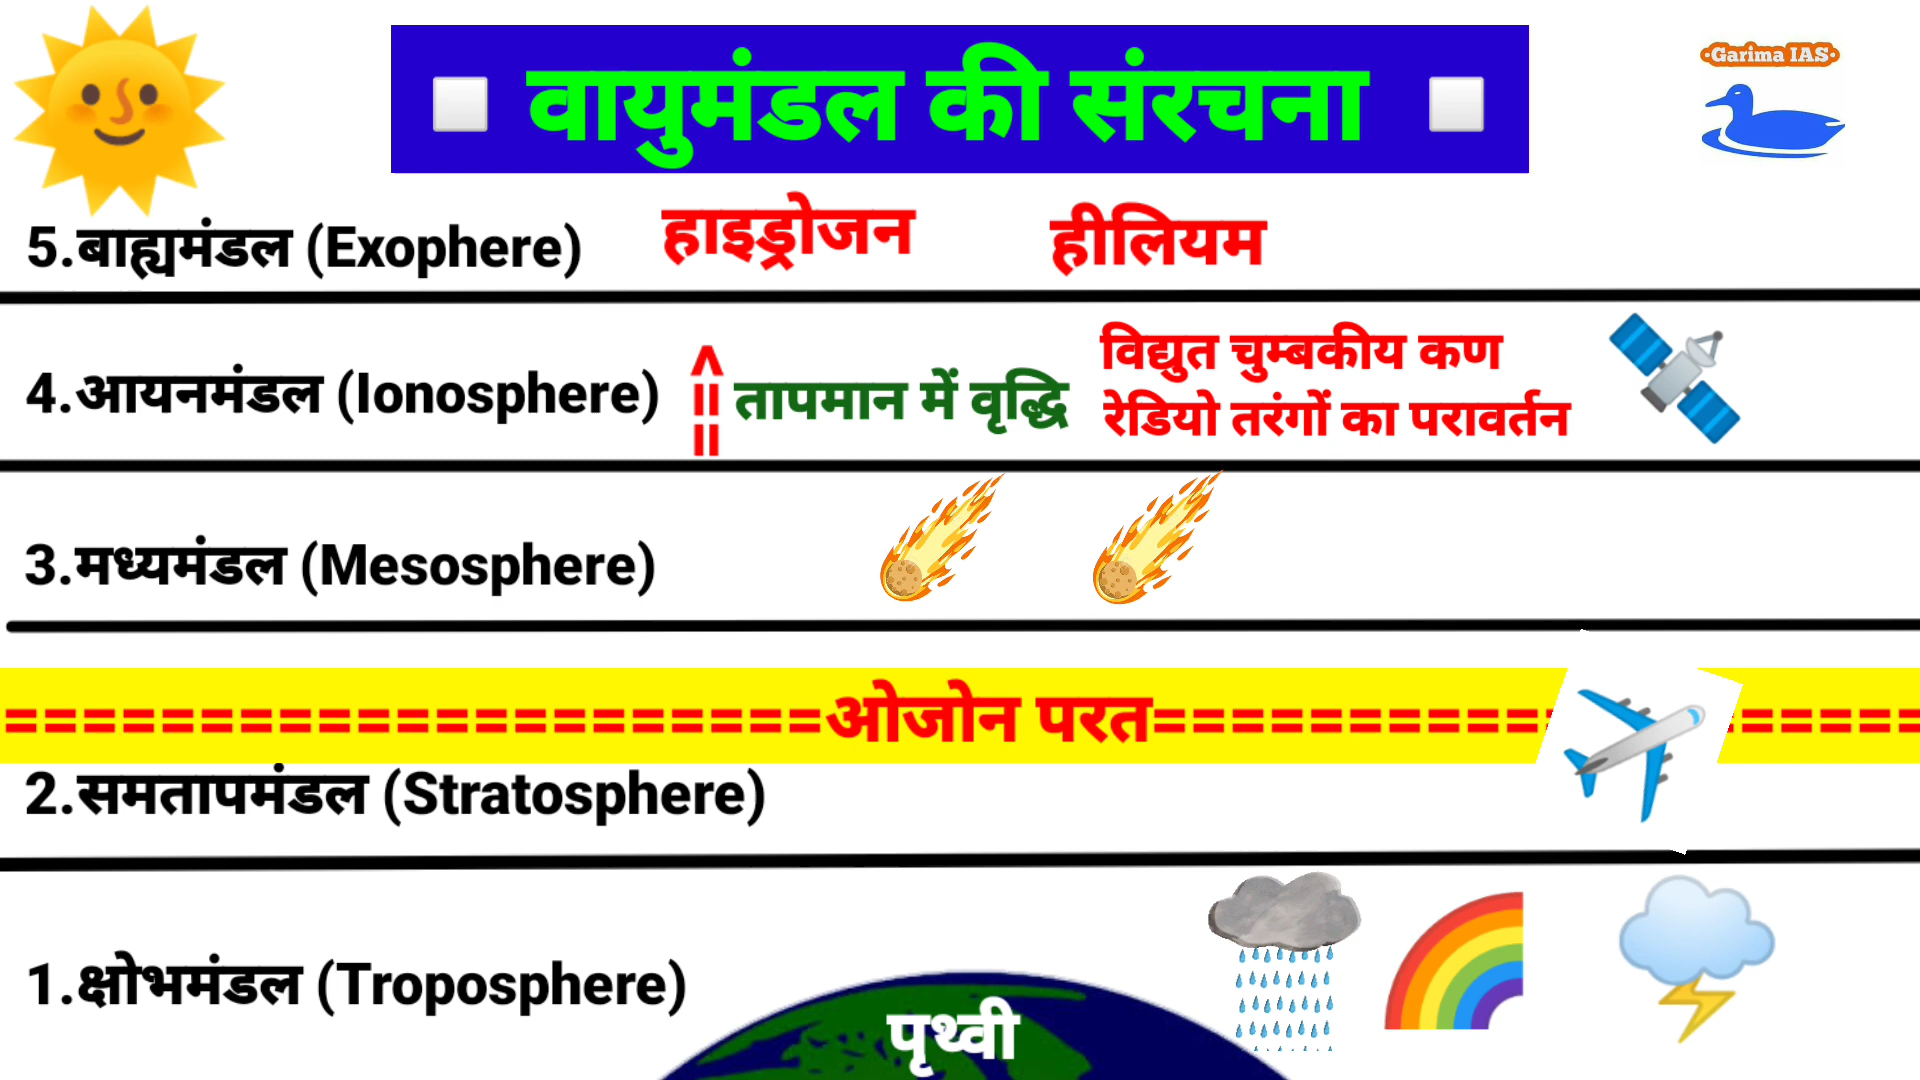 वायुमंडल की संरचना
·Garima IAS·
5.बाह्यमंडल (Exophere) हाइड्रोजन हीलियम
4.आयनमंडल (Ionosphere) ==> तापमान में वृद्धि
विद्युत चुम्बकीय कण
रेडियो तरंगों का परावर्तन
3.मध्यमंडल (Mesosphere)
=====================ओजोन परत====================
2.समतापमंडल (Stratosphere)
1.क्षोभमंडल (Troposphere)
पृथ्वी